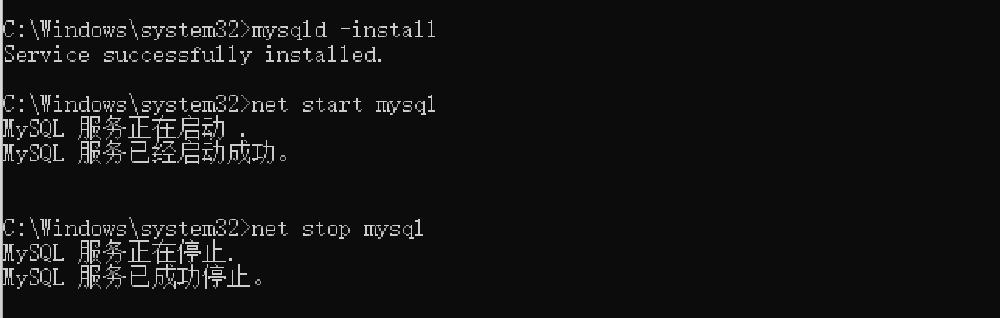 C:\Windows\system32>mysqld -install
Service successfully installed.
C:\Windows\system32>net start mysql
MySQL 服务正在启动 .
MySQL 服务已经启动成功。
C:\Windows\system32>net stop mysql
MySQL 服务正在停止.
MySQL 服务已成功停止。